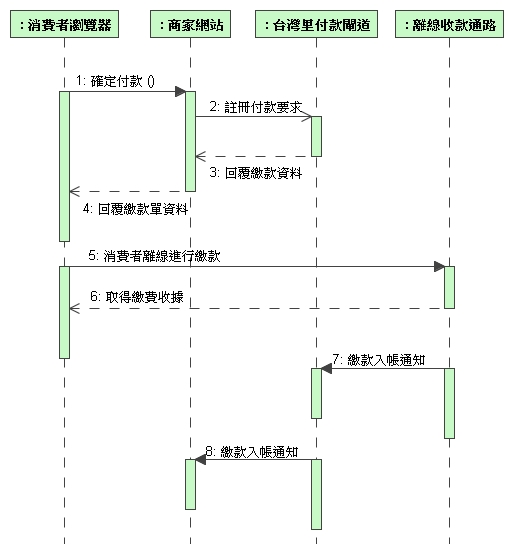 : 消費者瀏覽器
: 商家網站
: 台灣里付款閘道
: 離線收款通路
1: 確定付款 ()
2: 註冊付款要求
3: 回覆繳款資料
4: 回覆繳款單資料
5: 消費者離線進行繳款
6: 取得繳費收據
7: 繳款入帳通知
8: 繳款入帳通知